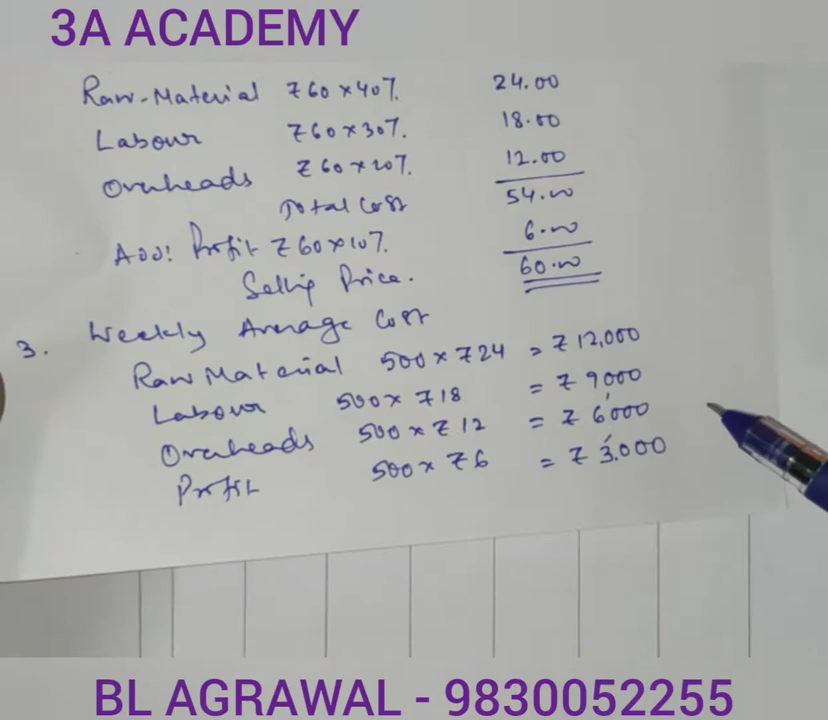 3A ACADEMY
Raw-Material ₹60×40% 24.00
Labour ₹60×30%. 18.00
Overheads ₹60×20%. 12.00
Total Cost 54.00
Add: Profit ₹60×10%. 6.00
Selling Price. 60.00
3. Weekly Average Cost
Raw Material 500×₹24 = ₹12,000
Labour 500×₹18 = ₹9000
Overheads 500×₹12 = ₹6,000
Profit 500×₹6 = ₹3,000
BL AGRAWAL - 9830052255